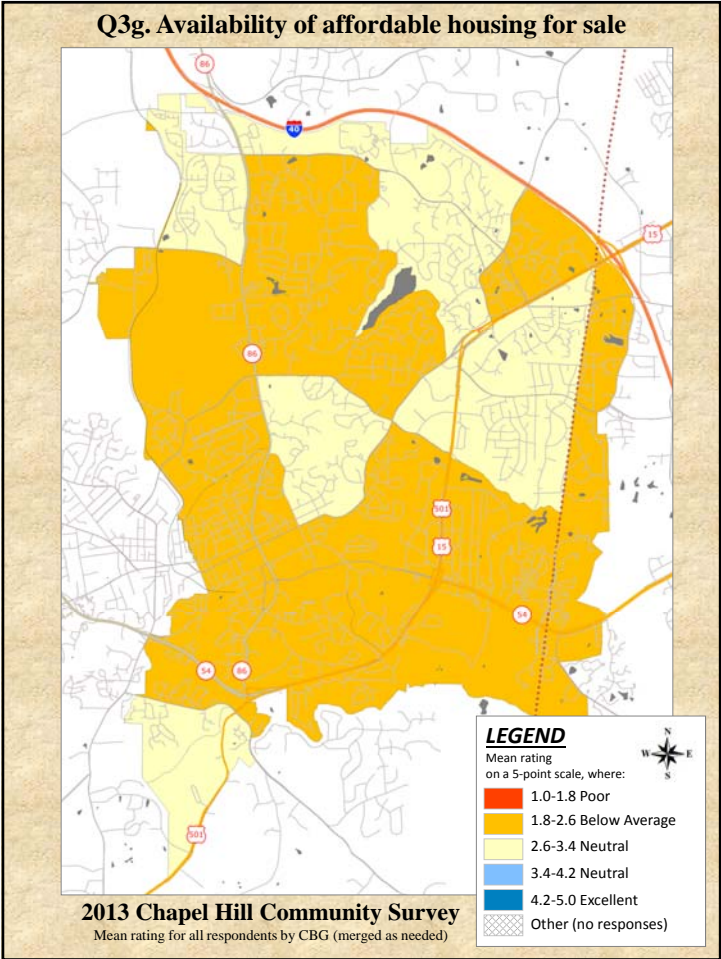 Q3g. Availability of affordable housing for sale
86
40
15
86
501
15
54
54
86
501
LEGEND
Mean rating
on a 5-point scale, where:
N
W
E
S
1.0-1.8 Poor
1.8-2.6 Below Average
2.6-3.4 Neutral
3.4-4.2 Neutral
4.2-5.0 Excellent
Other (no responses)
2013 Chapel Hill Community Survey
Mean rating for all respondents by CBG (merged as needed)